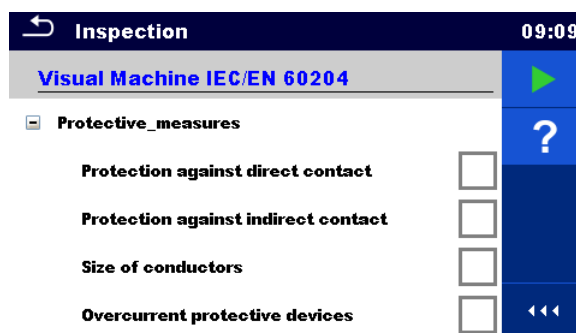 Inspection 09:09
Visual Machine IEC/EN 60204
Protective_measures
?
Protection against direct contact
Protection against indirect contact
Size of conductors
Overcurrent protective devices